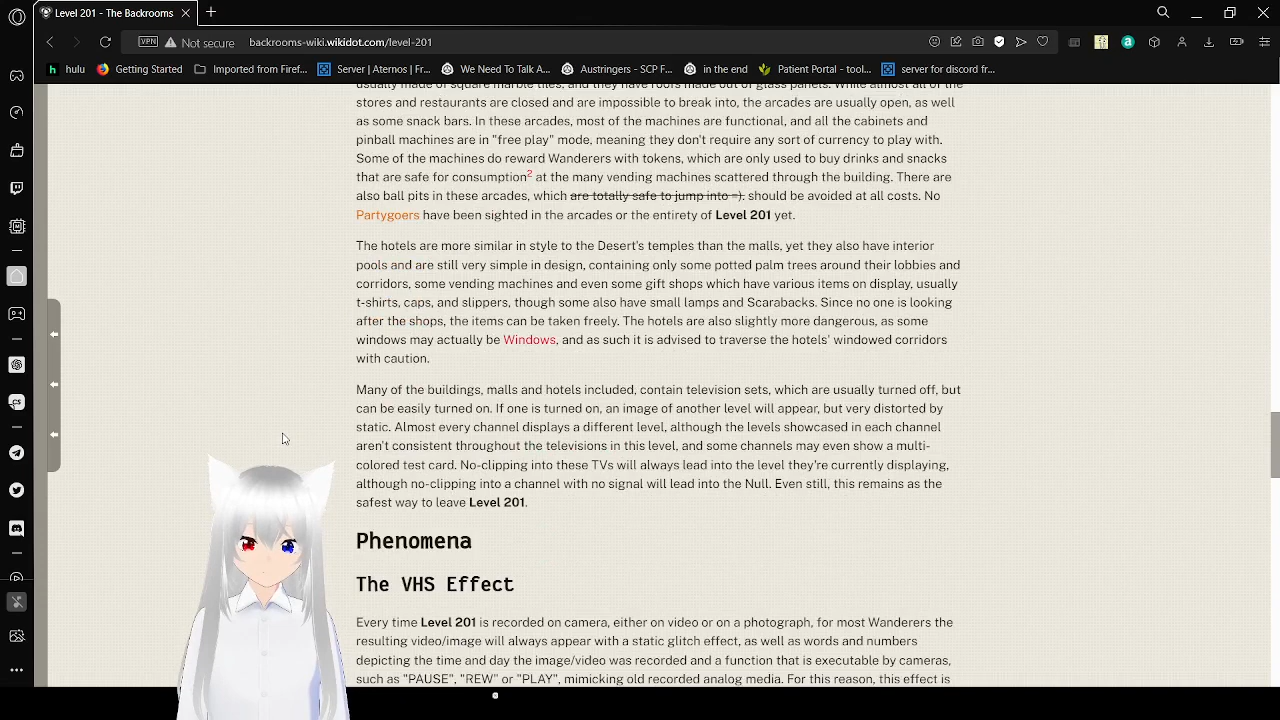 Level 201 - The Backrooms
VPN
Not secure
backrooms-wiki.wikidot.com/level-201
hulu
Getting Started
Imported from Firef...
Server | Aternos | Fr...
We Need To Talk A...
Austringers - SCP F...
in the end
Patient Portal - tool...
server for discord fr...
usually made of square marble tiles, and they have roofs made out of glass panels. While almost all of the
stores and restaurants are closed and are impossible to break into, the arcades are usually open, as well
as some snack bars. In these arcades, most of the machines are functional, and all the cabinets and
pinball machines are in "free play" mode, meaning they don't require any sort of currency to play with.
Some of the machines do reward Wanderers with tokens, which are only used to buy drinks and snacks
that are safe for consumption2 at the many vending machines scattered through the building. There are
also ball pits in these arcades, which are totally safe to jump into =). should be avoided at all costs. No
Partygoers have been sighted in the arcades or the entirety of Level 201 yet.
The hotels are more similar in style to the Desert's temples than the malls, yet they also have interior
pools and are still very simple in design, containing only some potted palm trees around their lobbies and
corridors, some vending machines and even some gift shops which have various items on display, usually
t-shirts, caps, and slippers, though some also have small lamps and Scarabacks. Since no one is looking
after the shops, the items can be taken freely. The hotels are also slightly more dangerous, as some
windows may actually be Windows, and as such it is advised to traverse the hotels' windowed corridors
with caution.
Many of the buildings, malls and hotels included, contain television sets, which are usually turned off, but
can be easily turned on. If one is turned on, an image of another level will appear, but very distorted by
static. Almost every channel displays a different level, although the levels showcased in each channel
aren't consistent throughout the televisions in this level, and some channels may even show a multi-
colored test card. No-clipping into these TVs will always lead into the level they're currently displaying,
although no-clipping into a channel with no signal will lead into the Null. Even still, this remains as the
safest way to leave Level 201.
Phenomena
The VHS Effect
Every time Level 201 is recorded on camera, either on video or on a photograph, for most Wanderers the
resulting video/image will always appear with a static glitch effect, as well as words and numbers
depicting the time and day the image/video was recorded and a function that is executable by cameras,
such as "PAUSE", "REW" or "PLAY", mimicking old recorded analog media. For this reason, this effect is